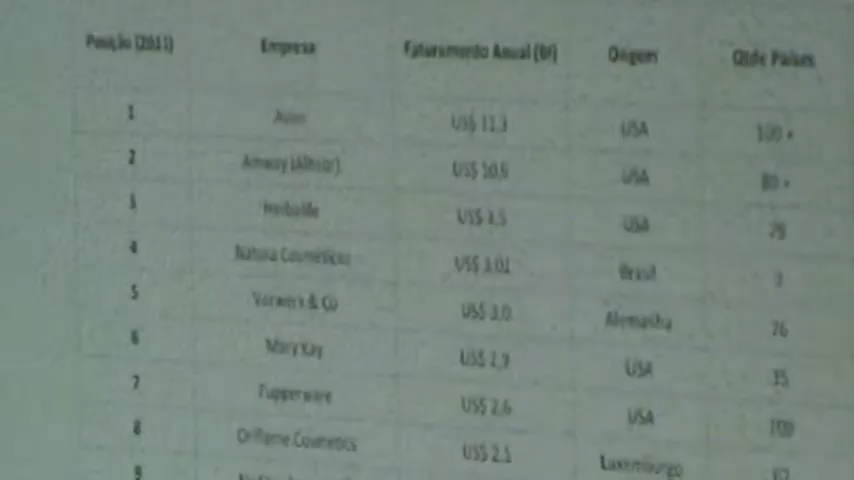 Posição (2011) Empresa Faturamento Anual (BI) Origem Qtde Países
1 Avon US$ 11.3 USA 100 +
2 Amway (Alticor) US$ 10.9 USA 80 +
3 Herbalife US$ 3.5 USA
4 Natura Cosméticos US$ 3.01 Brasil 7
5 Vorwerk & Co US$ 3.0 Alemanha 76
6 Mary Kay US$ 2.9 USA 35
7 Tupperware US$ 2.6 USA 100
8 Oriflame Cosmetics US$ 2.1 Luxemburgo
9